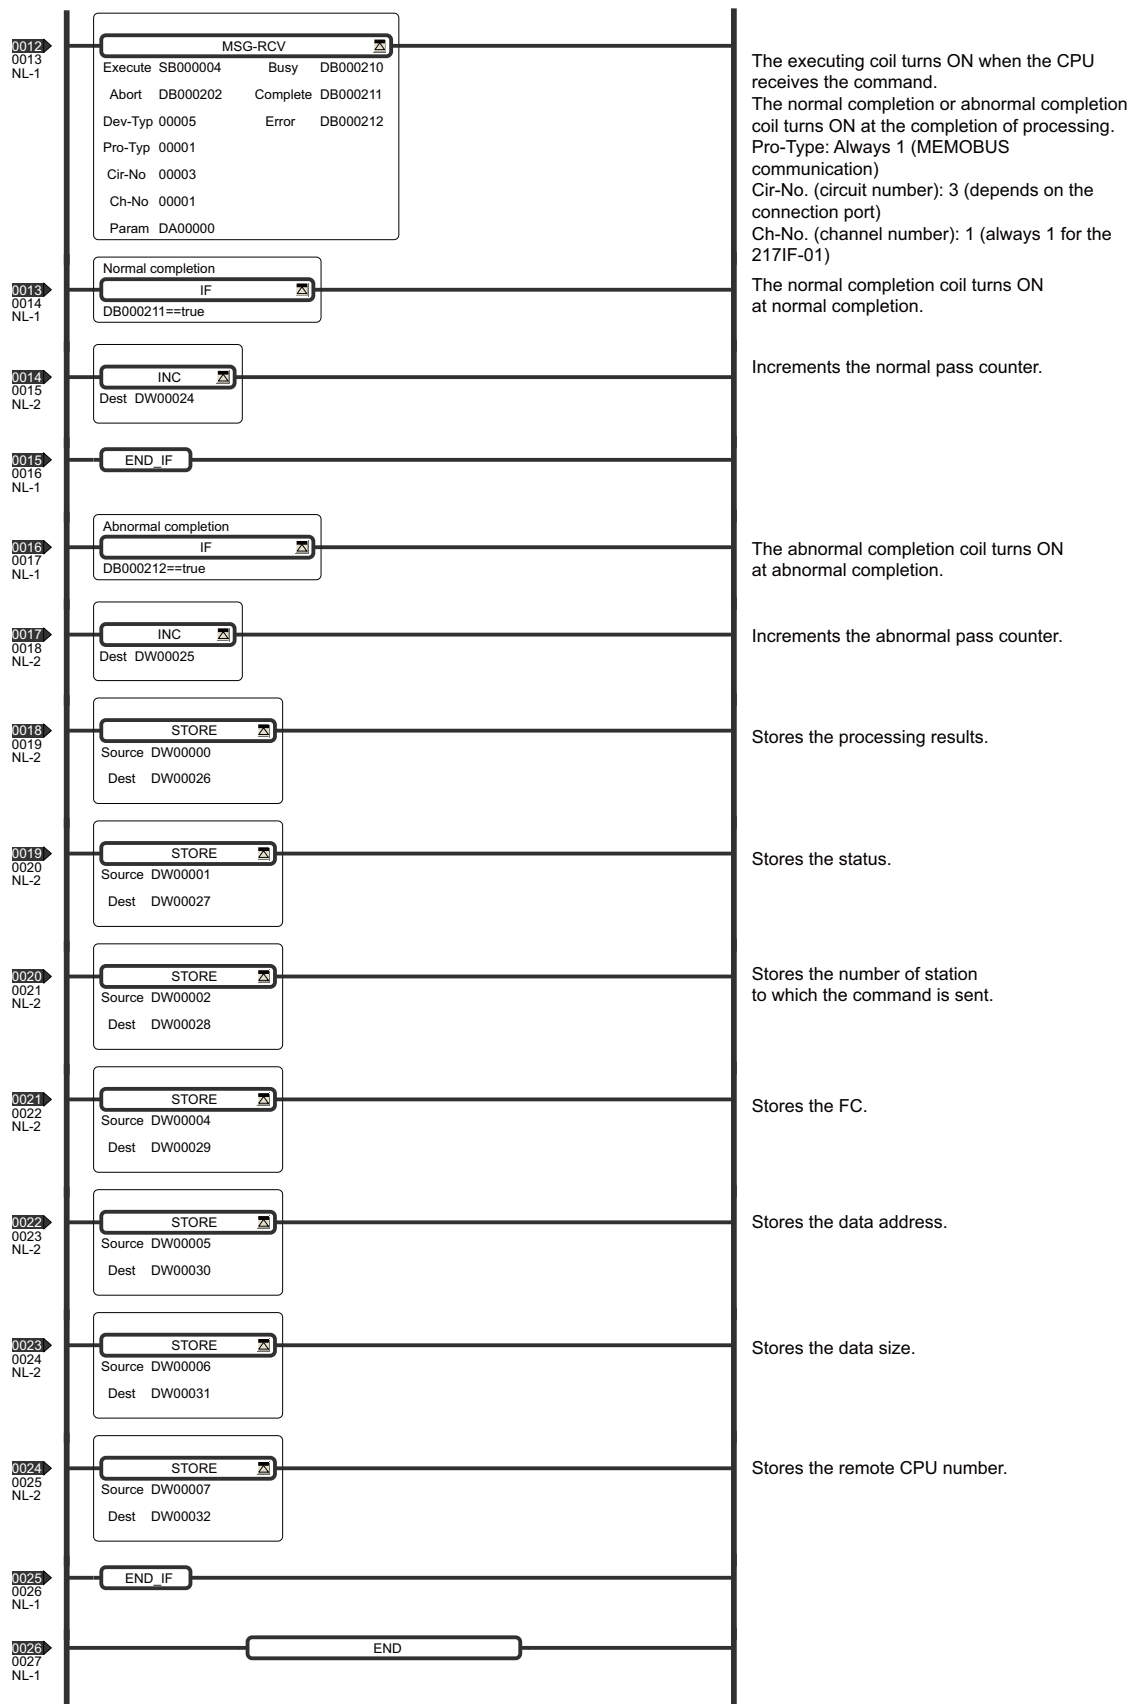 0012
0013
NL-1
MSG-RCV
Execute SB000004 Busy DB000210
Abort DB000202 Complete DB000211
Dev-Typ 00005 Error DB000212
Pro-Typ 00001
Cir-No 00003
Ch-No 00001
Param DA00000
The executing coil turns ON when the CPU
receives the command.
The normal completion or abnormal completion
coil turns ON at the completion of processing.
Pro-Type: Always 1 (MEMOBUS
communication)
Cir-No. (circuit number): 3 (depends on the
connection port)
Ch-No. (channel number): 1 (always 1 for the
217IF-01)
0013
0014
NL-1
Normal completion
IF
DB000211==true
The normal completion coil turns ON
at normal completion.
0014
0015
NL-2
INC
Dest DW00024
Increments the normal pass counter.
0015
0016
NL-1
END_IF
0016
0017
NL-1
Abnormal completion
IF
DB000212==true
The abnormal completion coil turns ON
at abnormal completion.
0017
0018
NL-2
INC
Dest DW00025
Increments the abnormal pass counter.
0018
0019
NL-2
STORE
Source DW00000
Dest DW00026
Stores the processing results.
0019
0020
NL-2
STORE
Source DW00001
Dest DW00027
Stores the status.
0020
0021
NL-2
STORE
Source DW00002
Dest DW00028
Stores the number of station
to which the command is sent.
0021
0022
NL-2
STORE
Source DW00004
Dest DW00029
Stores the FC.
0022
0023
NL-2
STORE
Source DW00005
Dest DW00030
Stores the data address.
0023
0024
NL-2
STORE
Source DW00006
Dest DW00031
Stores the data size.
0024
0025
NL-2
STORE
Source DW00007
Dest DW00032
Stores the remote CPU number.
0025
0026
NL-1
END_IF
0026
0027
NL-1
END